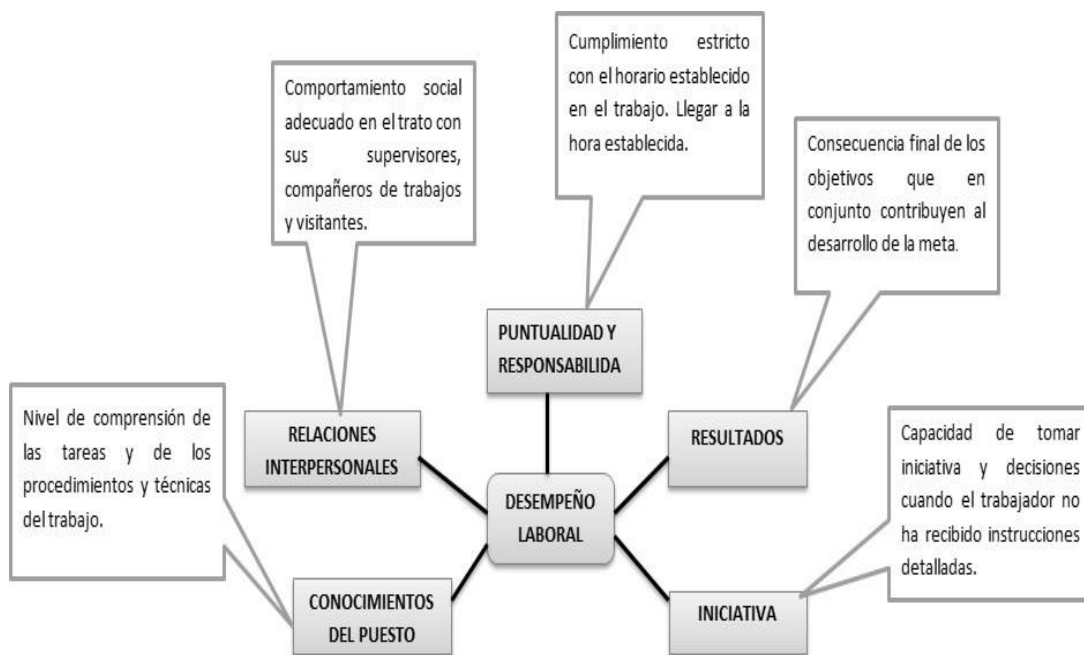 Cumplimiento estricto
con el horario establecido
en el trabajo. Llegar a la
hora establecida.
Comportamiento social
adecuado en el trato con
sus supervisores,
compañeros de trabajos
y visitantes.
Consecuencia final de los
objetivos que en
conjunto contribuyen al
desarrollo de la meta.
PUNTUALIDAD Y
RESPONSABILIDA
Nivel de comprensión de
las tareas y de los
procedimientos y técnicas
del trabajo.
RELACIONES
INTERPERSONALES
RESULTADOS
Capacidad de tomar
iniciativa y decisiones
cuando el trabajador no
ha recibido instrucciones
detalladas.
DESEMPEÑO
LABORAL
CONOCIMIENTOS
DEL PUESTO
INICIATIVA